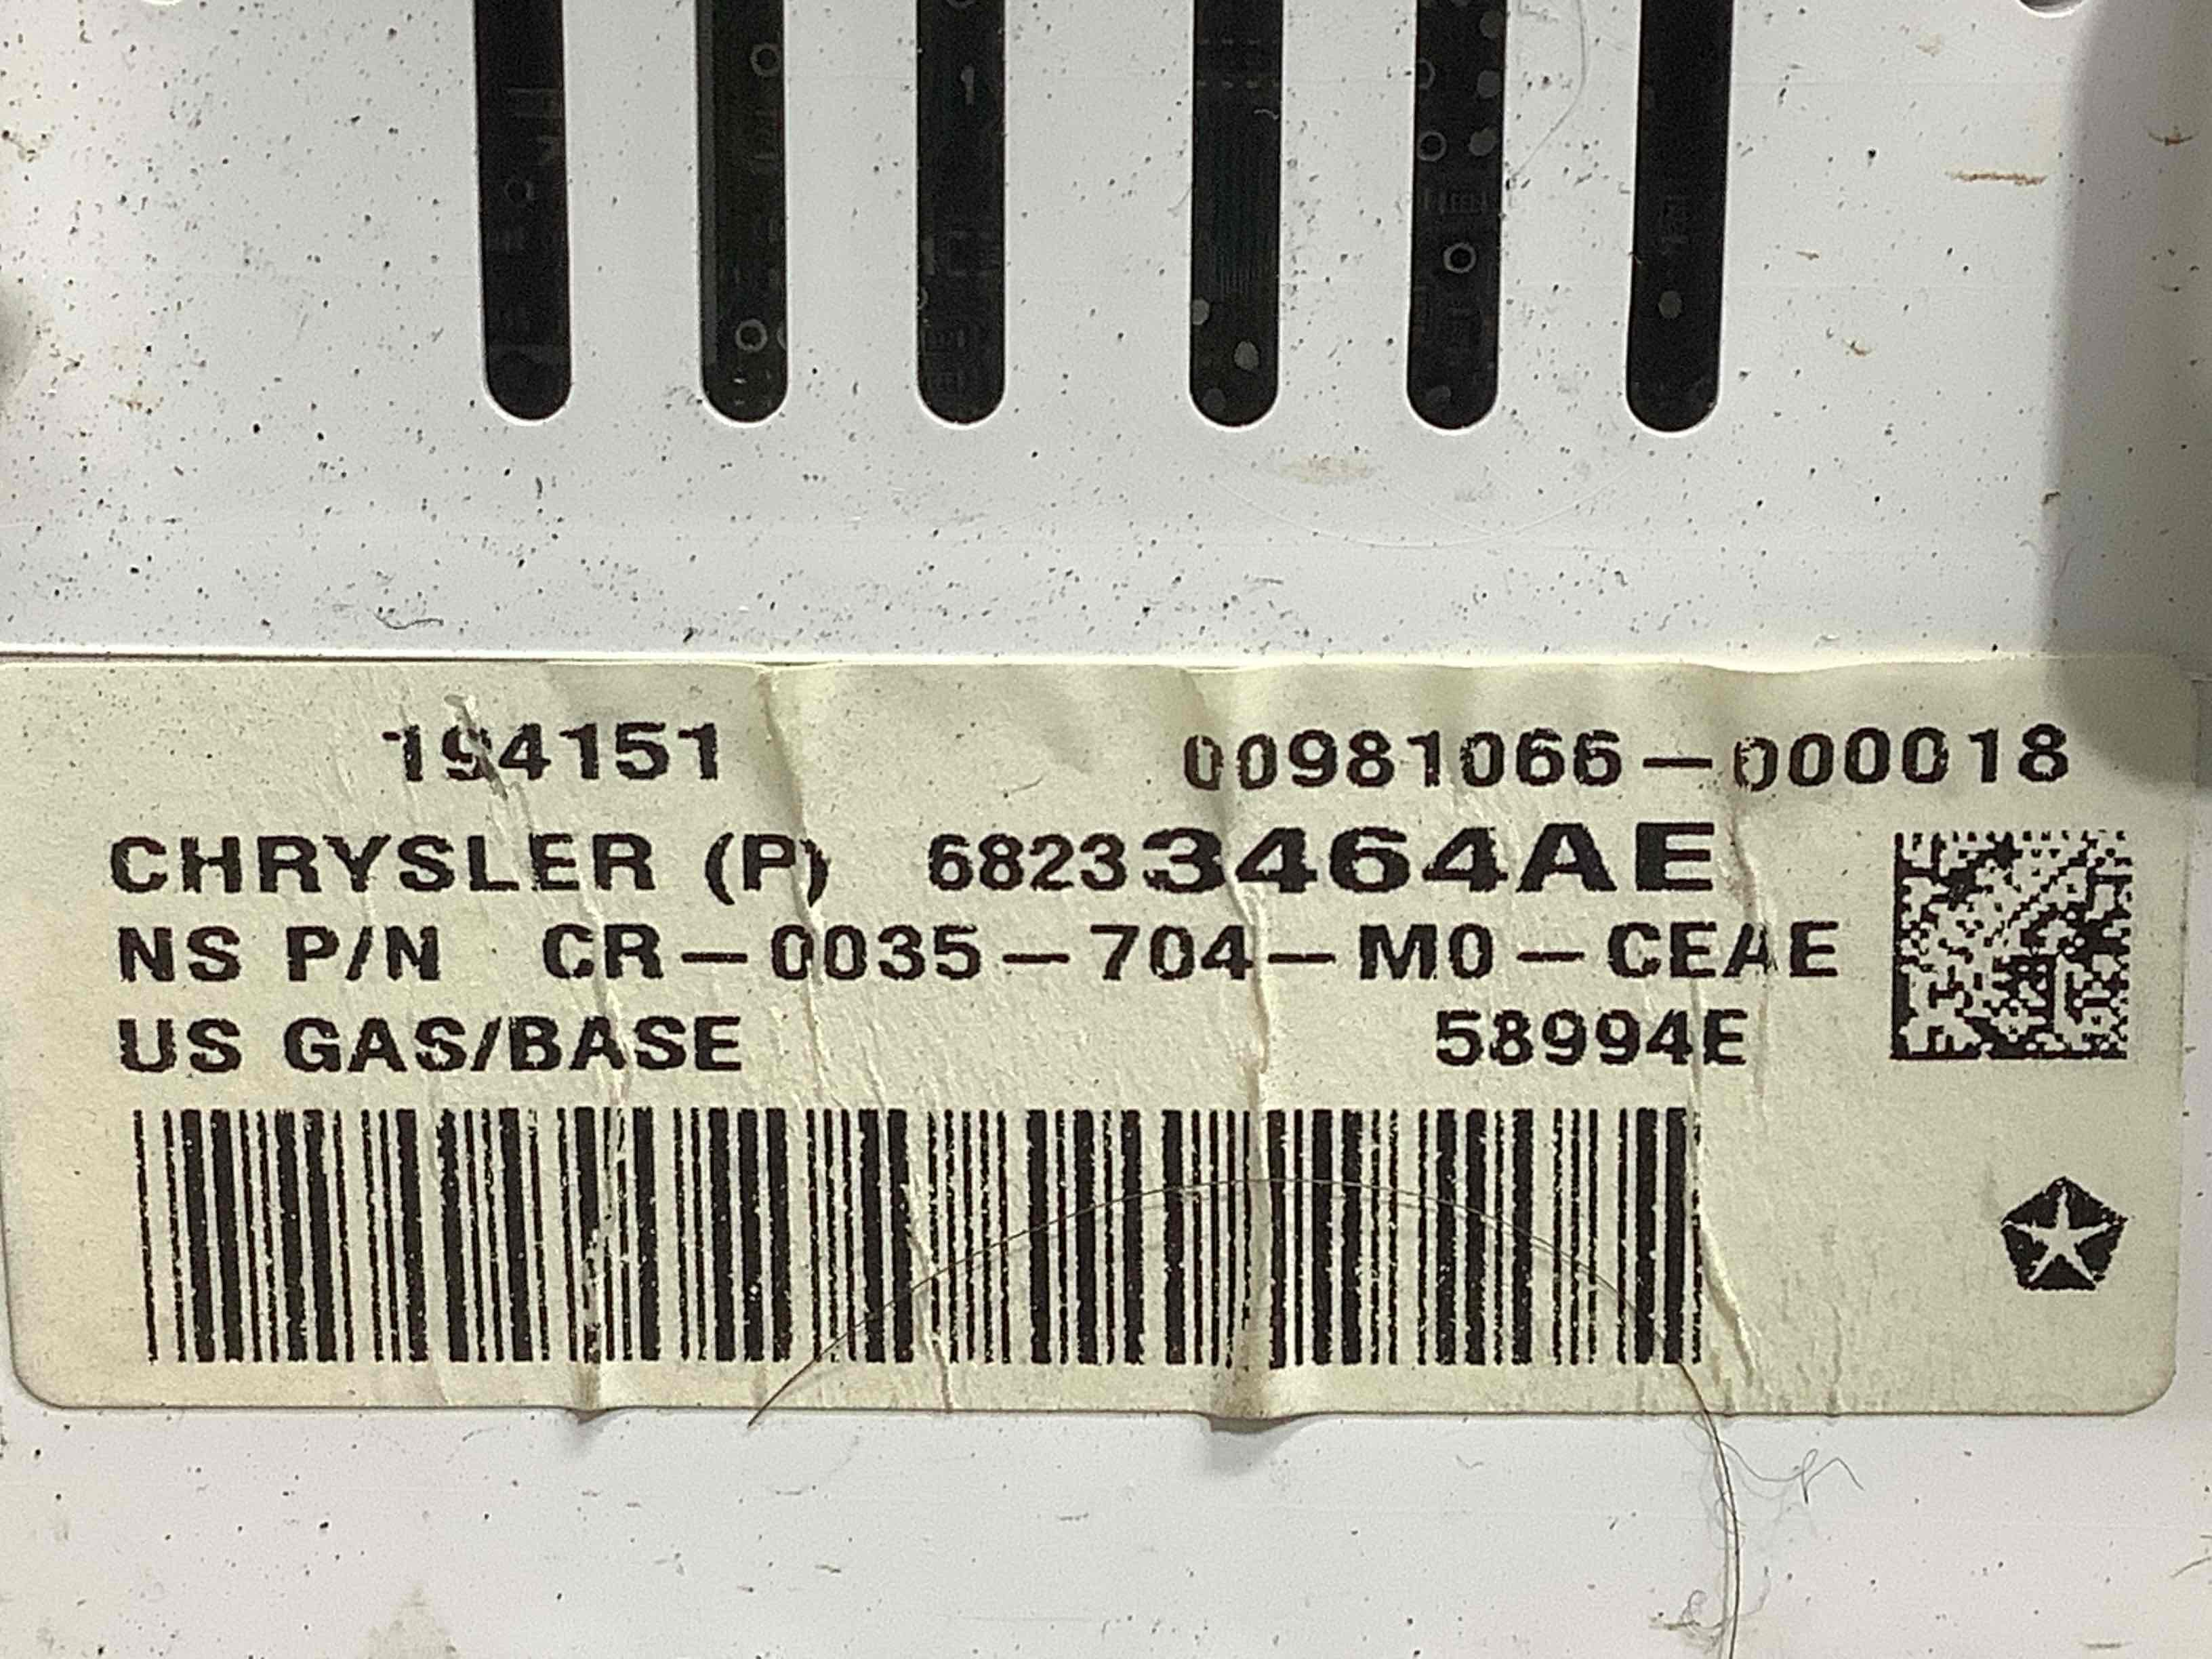 194151 00981066-000018
CHRYSLER (P) 68233464AE
NS P/N CR-0035-704-M0-CEAE
US GAS/BASE 58994E